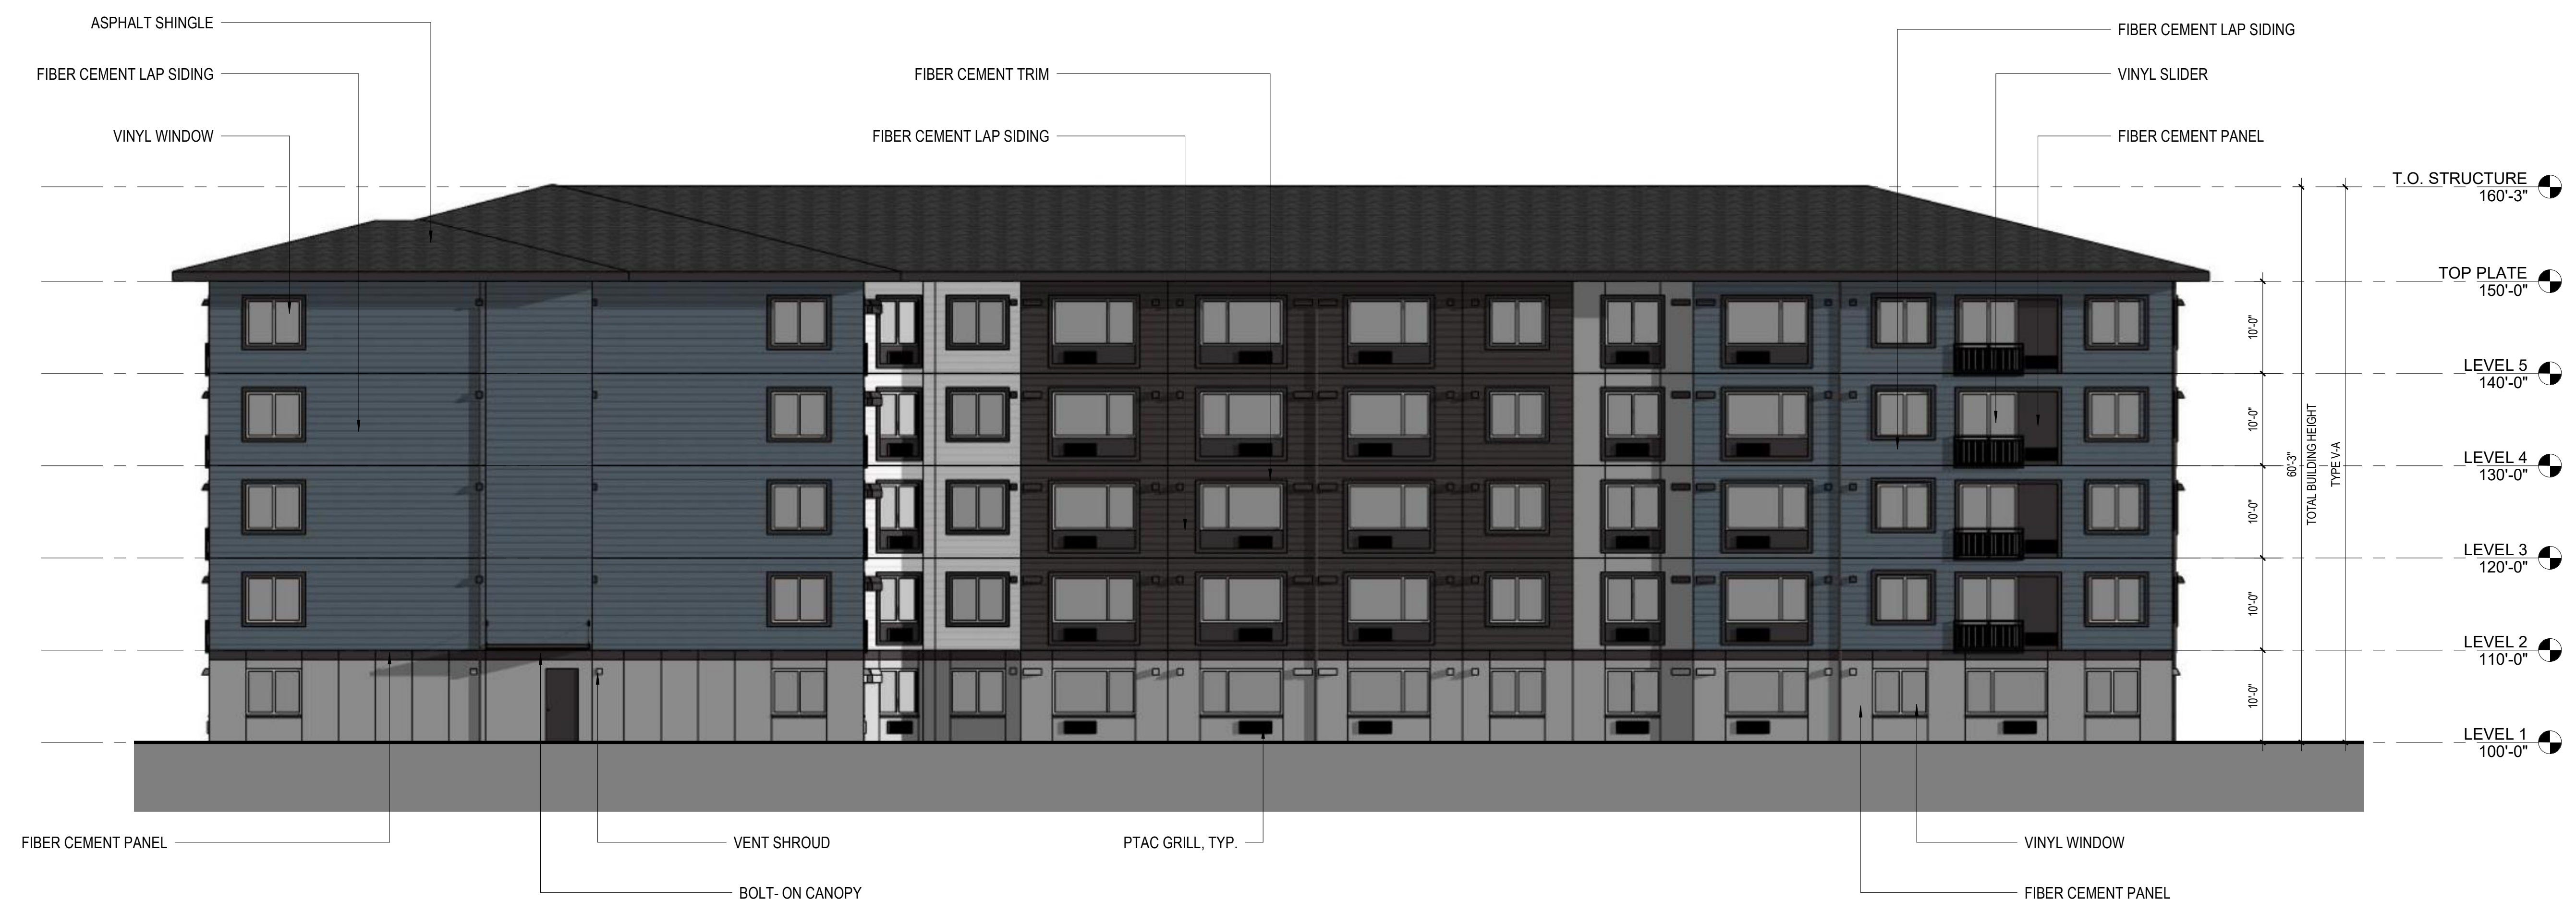 ASPHALT SHINGLE
FIBER CEMENT LAP SIDING
VINYL WINDOW
FIBER CEMENT TRIM
FIBER CEMENT LAP SIDING
FIBER CEMENT LAP SIDING
VINYL SLIDER
FIBER CEMENT PANEL
T.O. STRUCTURE
160'-3"
TOP PLATE
150'-0"
LEVEL 5
140'-0"
LEVEL 4
130'-0"
LEVEL 3
120'-0"
LEVEL 2
110'-0"
LEVEL 1
100'-0"
10'-0"
10'-0"
10'-0"
10'-0"
10'-0"
60'-3"
TOTAL BUILDING HEIGHT
TYPE V-A
FIBER CEMENT PANEL
VENT SHROUD
BOLT- ON CANOPY
PTAC GRILL, TYP.
VINYL WINDOW
FIBER CEMENT PANEL